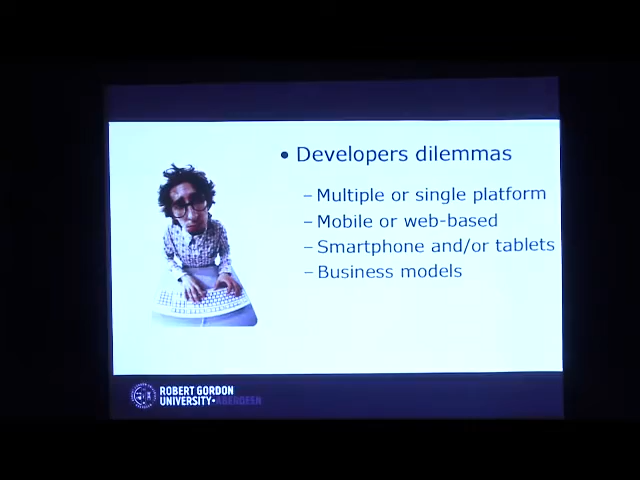 • Developers dilemmas
– Multiple or single platform
– Mobile or web-based
– Smartphone and/or tablets
– Business models
ROBERT GORDON
UNIVERSITY•ABERDEEN